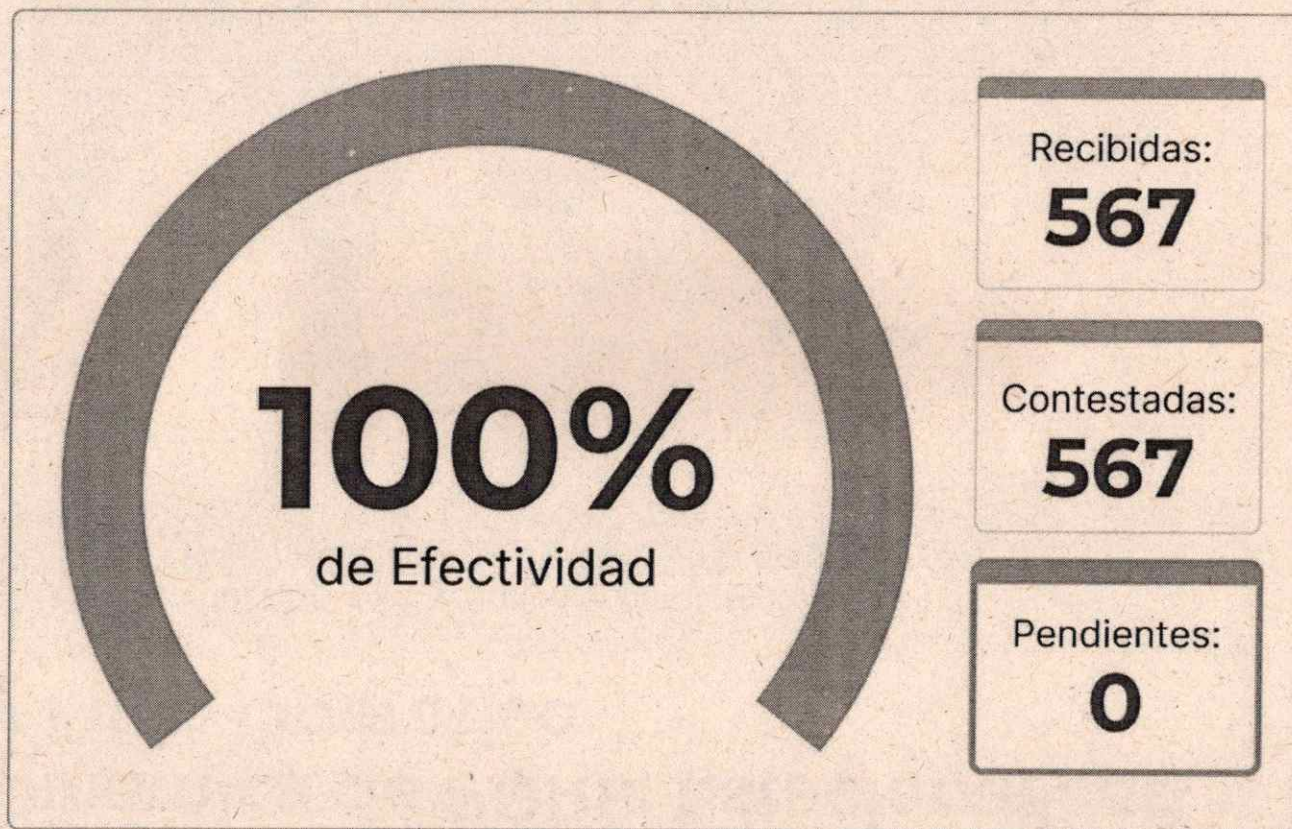 100%
de Efectividad
Recibidas:
567
Contestadas:
567
Pendientes:
0